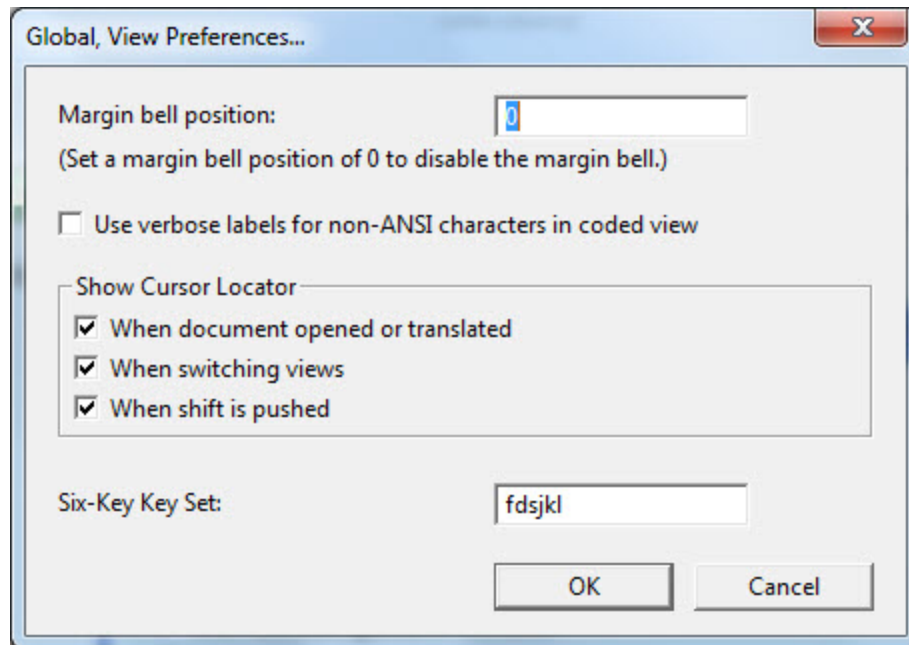 Global, View Preferences...
Margin bell position:
0
(Set a margin bell position of 0 to disable the margin bell.)
Use verbose labels for non-ANSI characters in coded view
Show Cursor Locator
When document opened or translated
When switching views
When shift is pushed
Six-Key Key Set:
fdsjkl
OK
Cancel